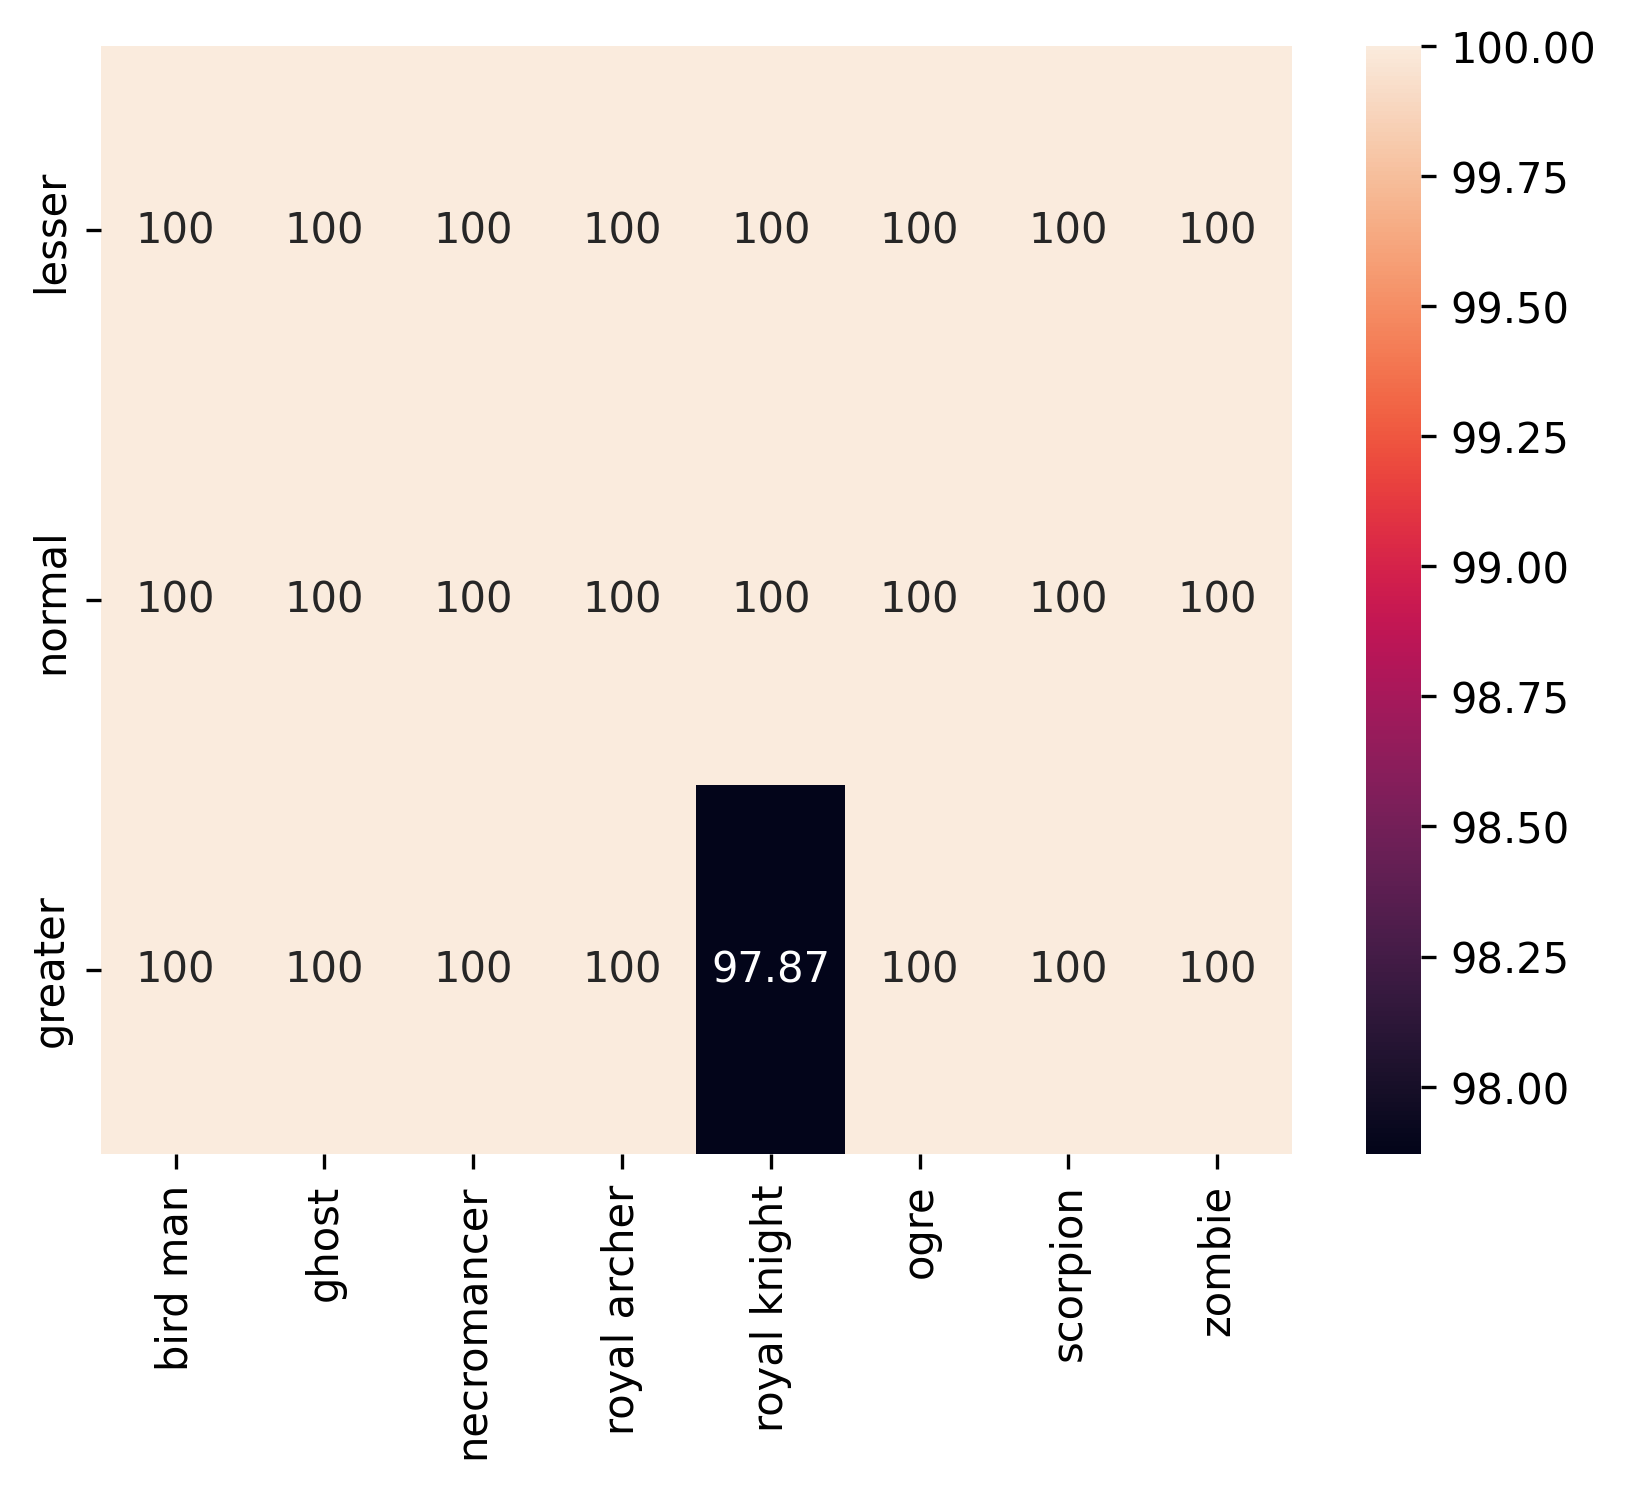 lesser 100 100 100 100 100 100 100 100
normal 100 100 100 100 100 100 100 100
greater 100 100 100 100 97.87 100 100 100
bird man
ghost
necromancer
royal archer
royal knight
ogre
scorpion
zombie
100.00
99.75
99.50
99.25
99.00
98.75
98.50
98.25
98.00